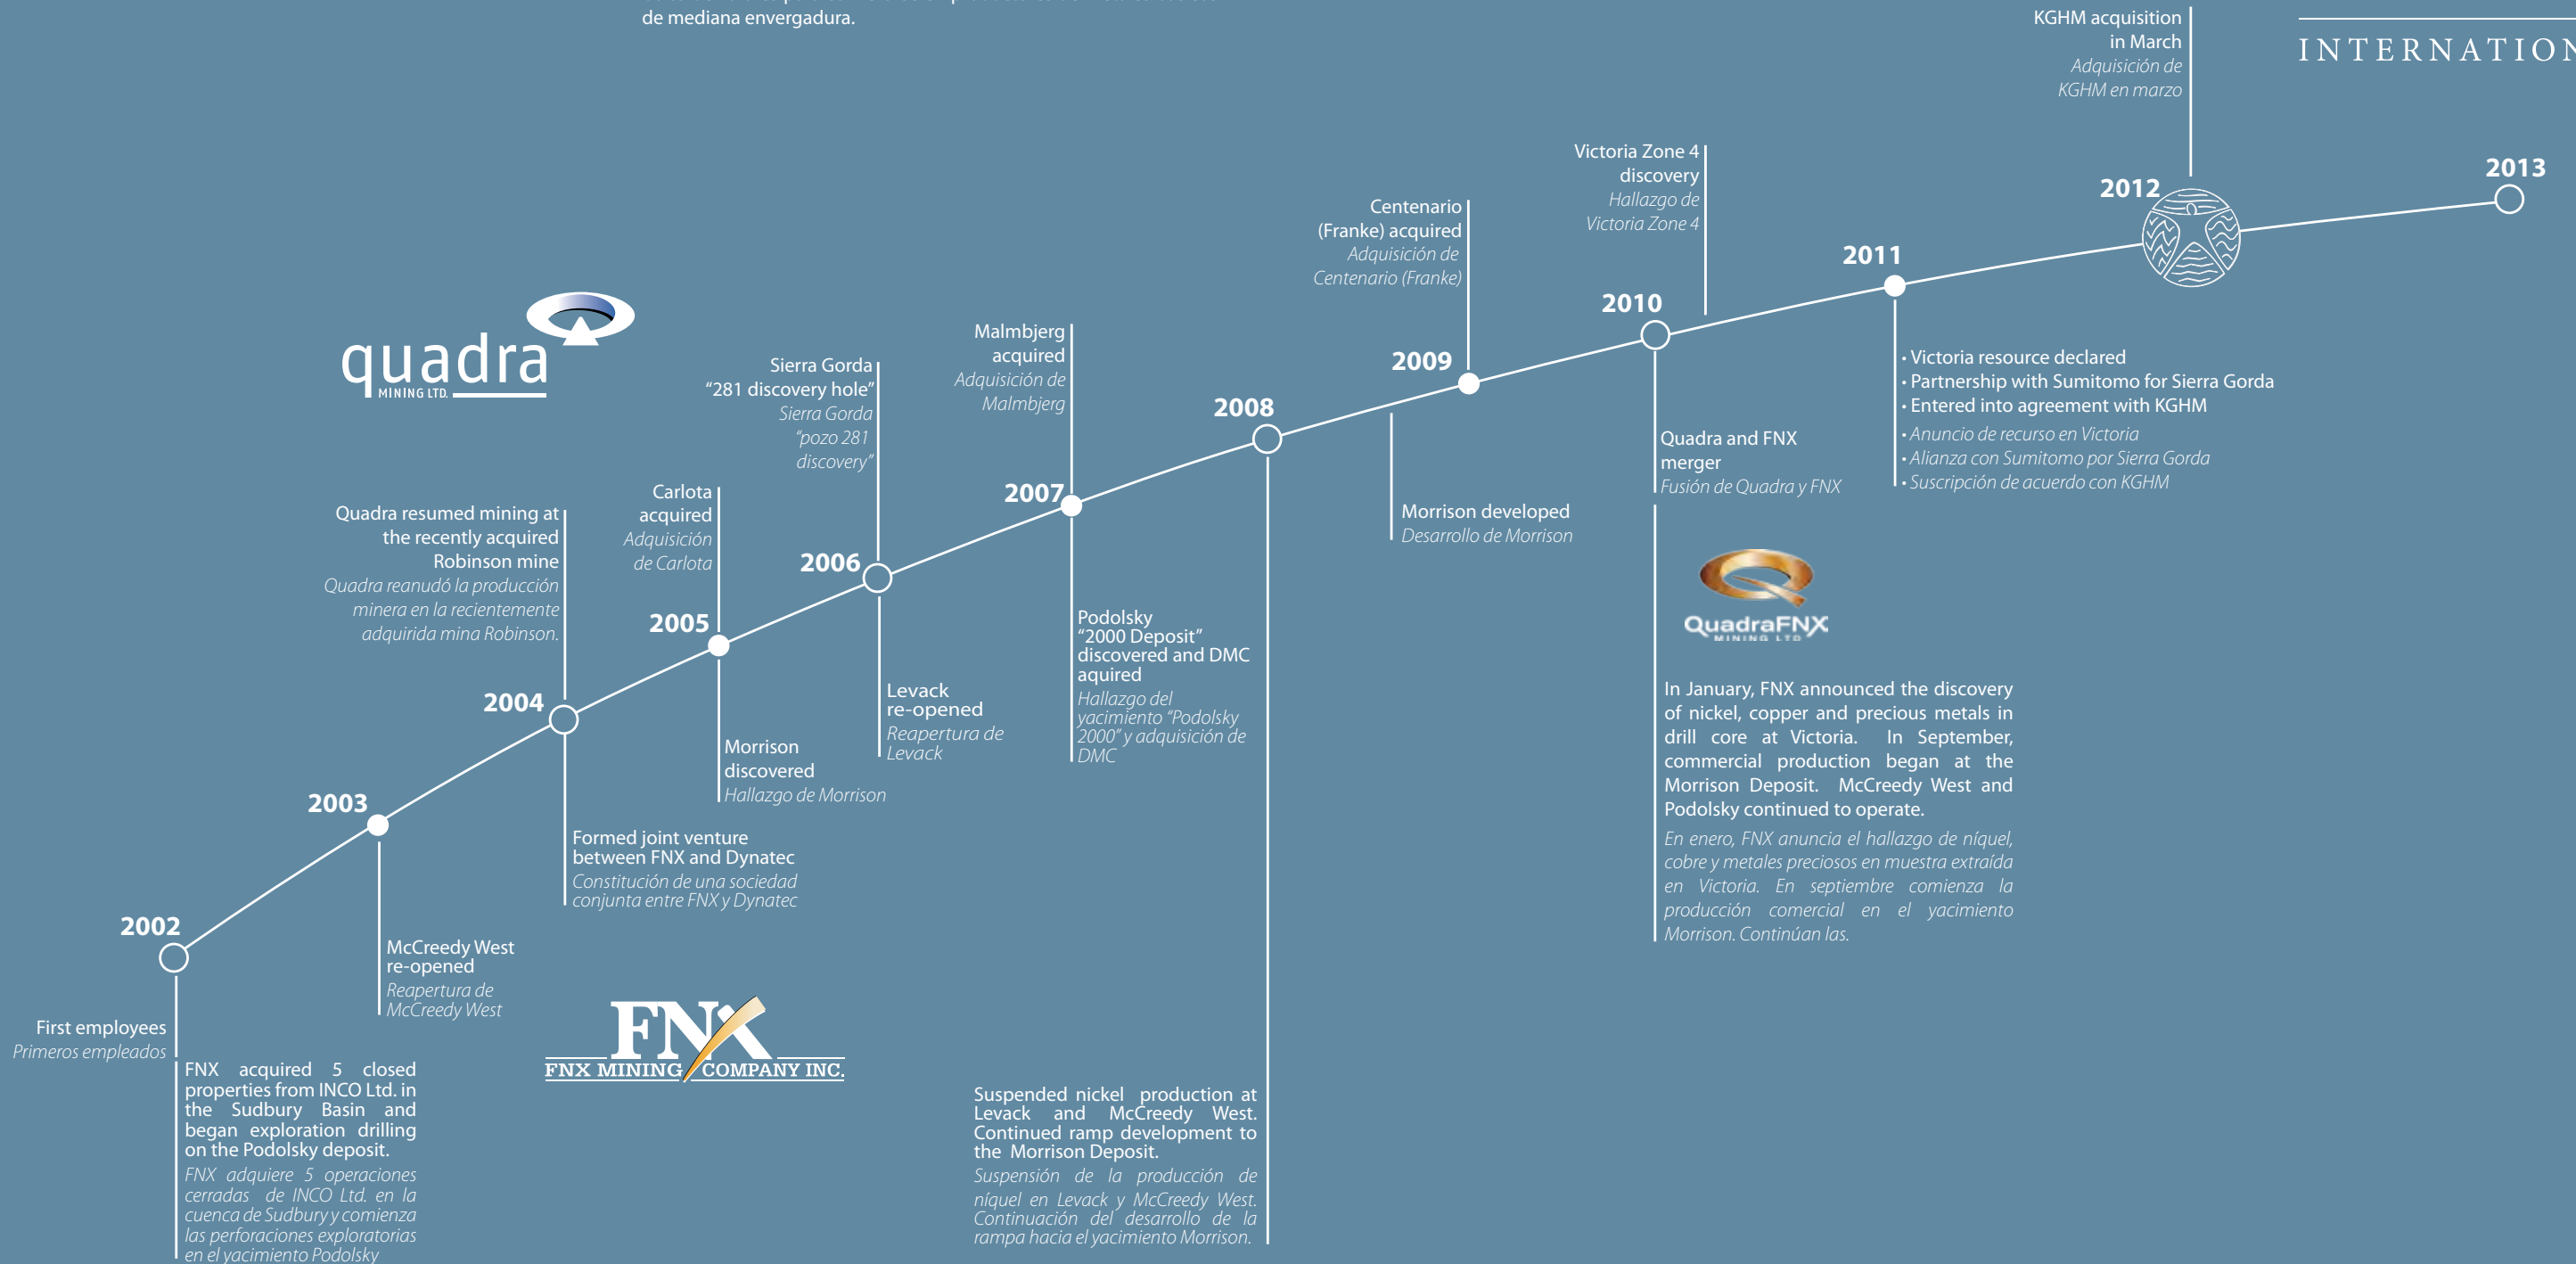 de mediana envergadura.
KGHM acquisition
in March
Adquisición de
KGHM en marzo
2013
2012
Victoria Zone 4
discovery
Hallazgo de
Victoria Zone 4
Centenario
(Franke) acquired
Adquisición de
Centenario (Franke)
2011
• Victoria resource declared
• Partnership with Sumitomo for Sierra Gorda
• Entered into agreement with KGHM
• Anuncio de recurso en Victoria
• Alianza con Sumitomo por Sierra Gorda
• Suscripción de acuerdo con KGHM
2010
Quadra and FNX
merger
Fusión de Quadra y FNX
QuadraFNX
MINING LTD
In January, FNX announced the discovery
of nickel, copper and precious metals in
drill core at Victoria. In September,
commercial production began at the
Morrison Deposit. McCreedy West and
Podolsky continued to operate.
En enero, FNX anuncia el hallazgo de níquel,
cobre y metales preciosos en muestra extraída
en Victoria. En septiembre comienza la
producción comercial en el yacimiento
Morrison. Continúan las.
2009
Morrison developed
Desarrollo de Morrison
quadra
MINING LTD.
Malmbjerg
acquired
Adquisición de
Malmbjerg
2008
Sierra Gorda
“281 discovery hole”
Sierra Gorda
“pozo 281
discovery”
2007
Podolsky
“2000 Deposit”
discovered and DMC
aquired
Hallazgo del
yacimiento “Podolsky
2000” y adquisición de
DMC
Carlota
acquired
Adquisición
de Carlota
2006
Levack
re-opened
Reapertura de
Levack
Quadra resumed mining at
the recently acquired
Robinson mine
Quadra reanudó la producción
minera en la recientemente
adquirida mina Robinson.
2005
Morrison
discovered
Hallazgo de Morrison
2004
Formed joint venture
between FNX and Dynatec
Constitución de una sociedad
conjunta entre FNX y Dynatec
2003
McCreedy West
re-opened
Reapertura de
McCreedy West
2002
First employees
Primeros empleados
FNX acquired 5 closed
properties from INCO Ltd. in
the Sudbury Basin and
began exploration drilling
on the Podolsky deposit.
FNX adquiere 5 operaciones
cerradas de INCO Ltd. en la
cuenca de Sudbury y comienza
las perforaciones exploratorias
en el yacimiento Podolsky
FNX
FNX MINING COMPANY INC.
Suspended nickel production at
Levack and McCreedy West.
Continued ramp development to
the Morrison Deposit.
Suspensión de la producción de
níquel en Levack y McCreedy West.
Continuación del desarrollo de la
rampa hacia el yacimiento Morrison.